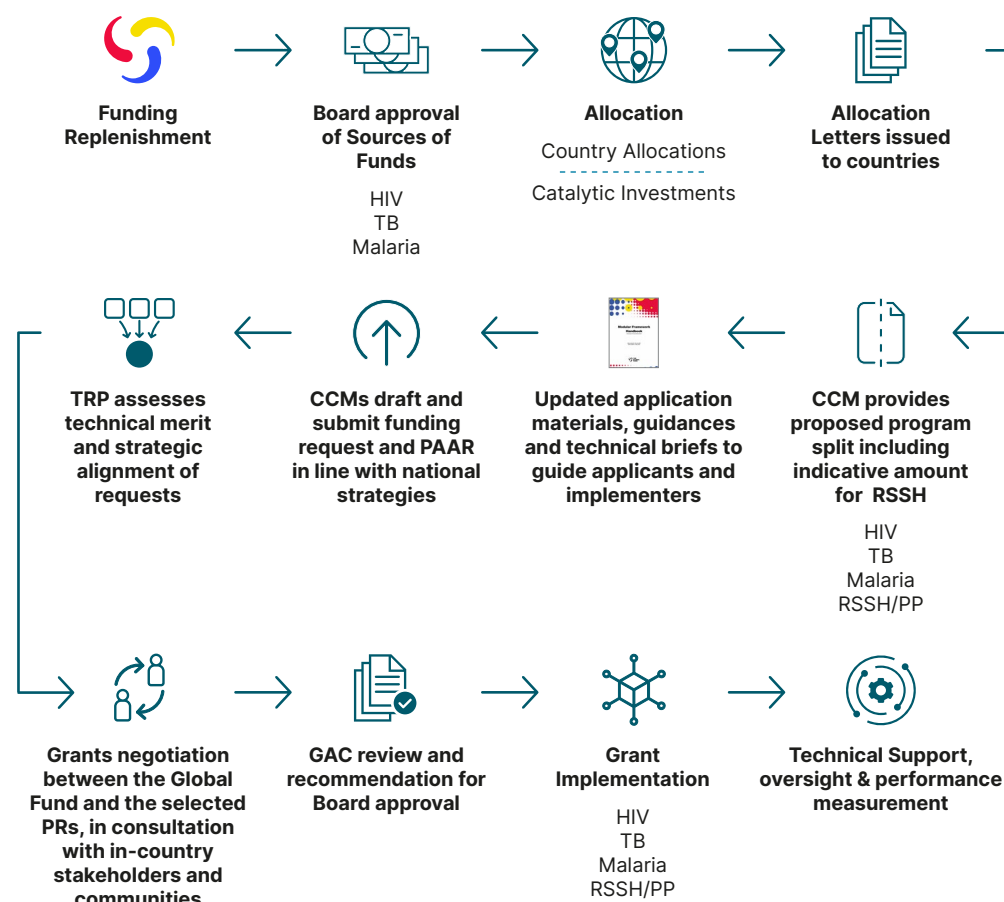 Funding
Replenishment
Board approval
of Sources of
Funds
HIV
TB
Malaria
Allocation
Country Allocations
Catalytic Investments
Allocation
Letters issued
to countries
CCM provides
proposed program
split including
indicative amount
for RSSH
HIV
TB
Malaria
RSSH/PP
Modular Framework
Handbook
Updated application
materials, guidances
and technical briefs to
guide applicants and
implementers
CCMs draft and
submit funding
request and PAAR
in line with national
strategies
TRP assesses
technical merit
and strategic
alignment of
requests
Grants negotiation
between the Global
Fund and the selected
PRs, in consultation
with in-country
stakeholders and
communities
GAC review and
recommendation for
Board approval
Grant
Implementation
HIV
TB
Malaria
RSSH/PP
Technical Support,
oversight & performance
measurement